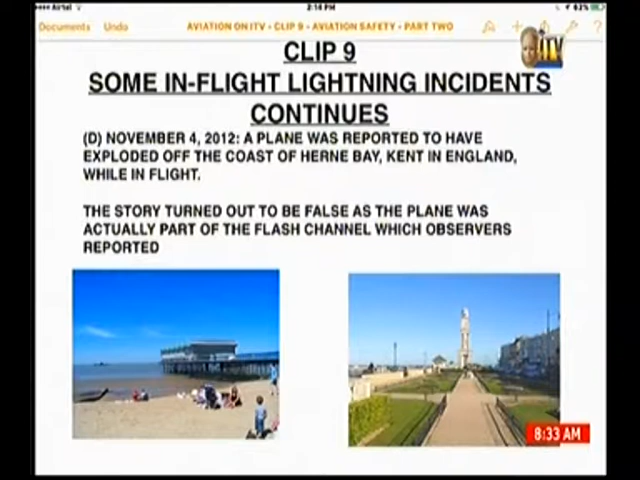 Airtel
2:14 PM
62%
Documents
Undo
AVIATION ON ITV - CLIP 9 - AVIATION SAFETY - PART TWO
ITV
CLIP 9
SOME IN-FLIGHT LIGHTNING INCIDENTS
CONTINUES
(D) NOVEMBER 4, 2012: A PLANE WAS REPORTED TO HAVE
EXPLODED OFF THE COAST OF HERNE BAY, KENT IN ENGLAND,
WHILE IN FLIGHT.
THE STORY TURNED OUT TO BE FALSE AS THE PLANE WAS
ACTUALLY PART OF THE FLASH CHANNEL WHICH OBSERVERS
REPORTED
8:33 AM